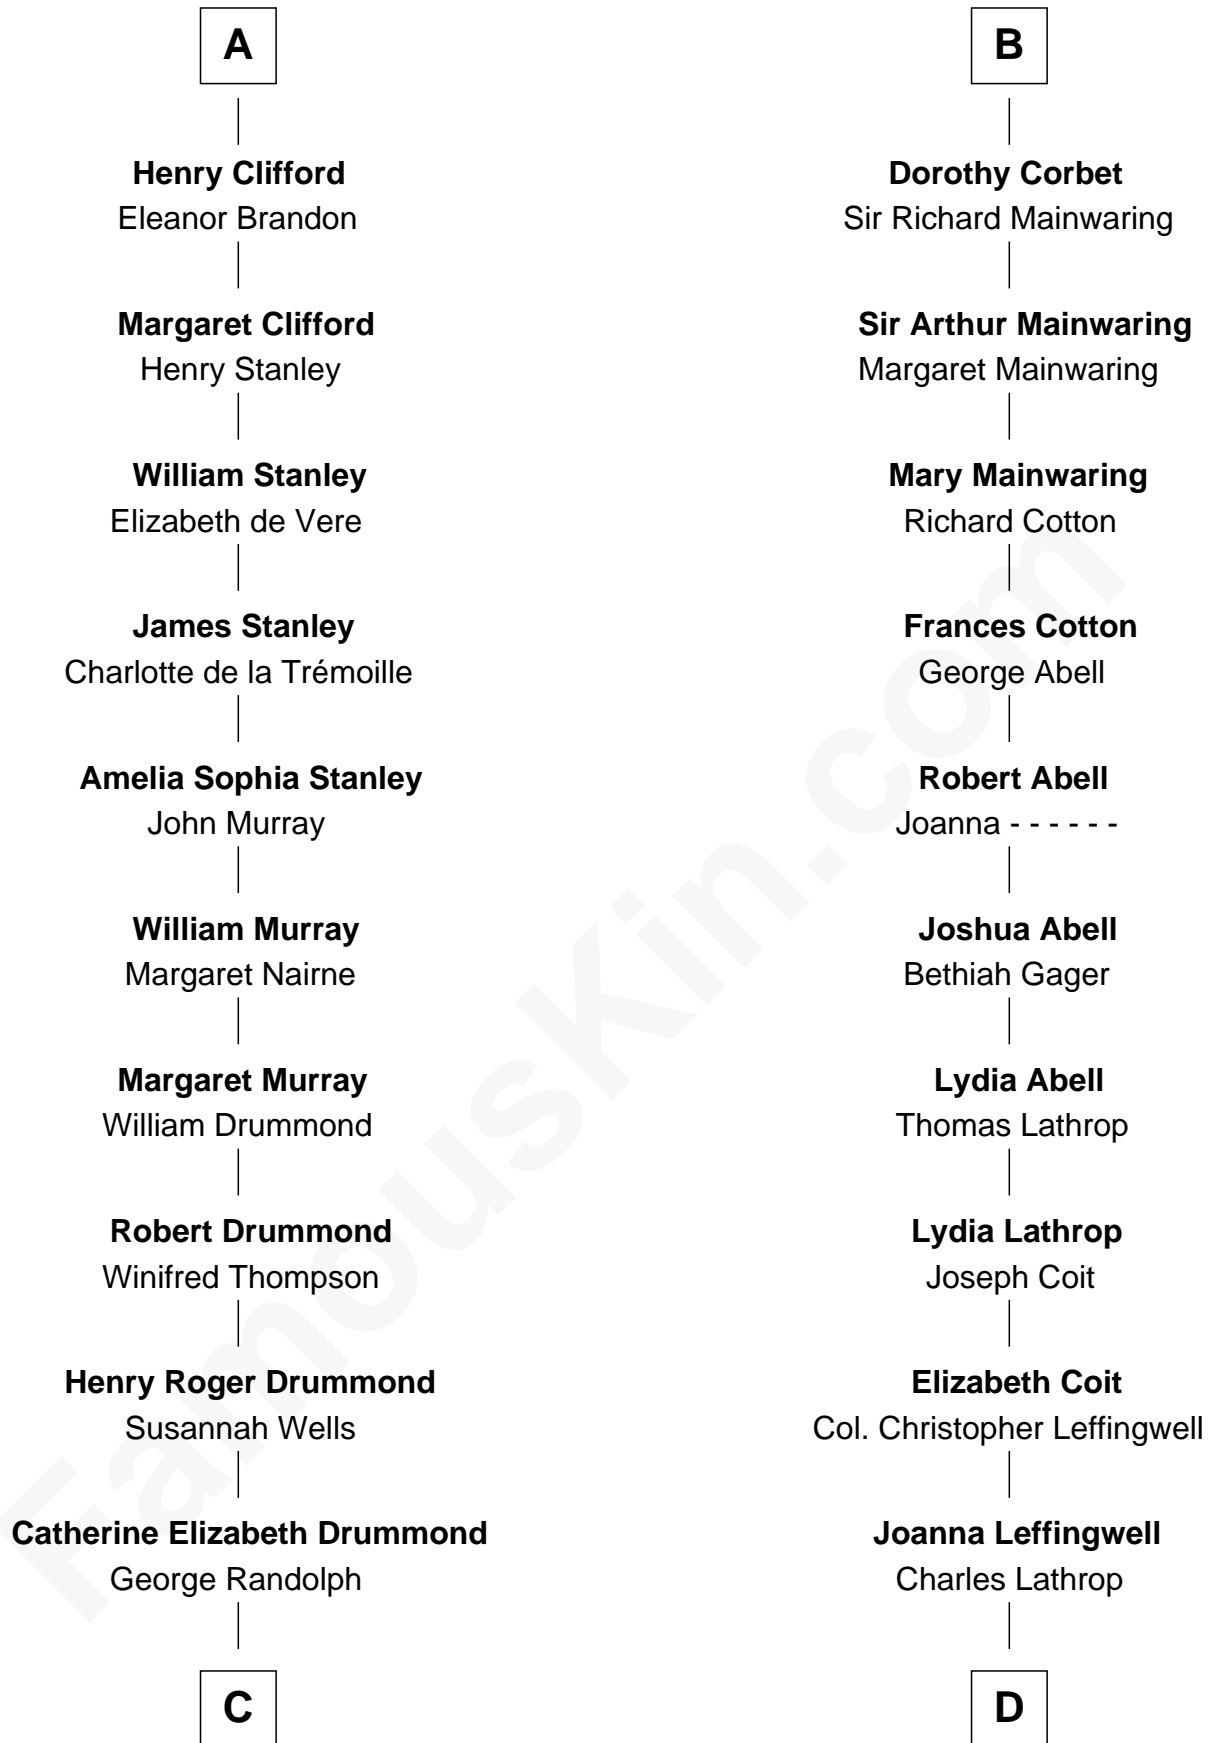 A
Henry Clifford
Eleanor Brandon
Margaret Clifford
Henry Stanley
William Stanley
Elizabeth de Vere
James Stanley
Charlotte de la Trémoille
Amelia Sophia Stanley
John Murray
William Murray
Margaret Nairne
Margaret Murray
William Drummond
Robert Drummond
Winifred Thompson
Henry Roger Drummond
Susannah Wells
Catherine Elizabeth Drummond
George Randolph
C
B
Dorothy Corbet
Sir Richard Mainwaring
Sir Arthur Mainwaring
Margaret Mainwaring
Mary Mainwaring
Richard Cotton
Frances Cotton
George Abell
Robert Abell
Joanna - - - - - -
Joshua Abell
Bethiah Gager
Lydia Abell
Thomas Lathrop
Lydia Lathrop
Joseph Coit
Elizabeth Coit
Col. Christopher Leffingwell
Joanna Leffingwell
Charles Lathrop
D
FamousKin.com